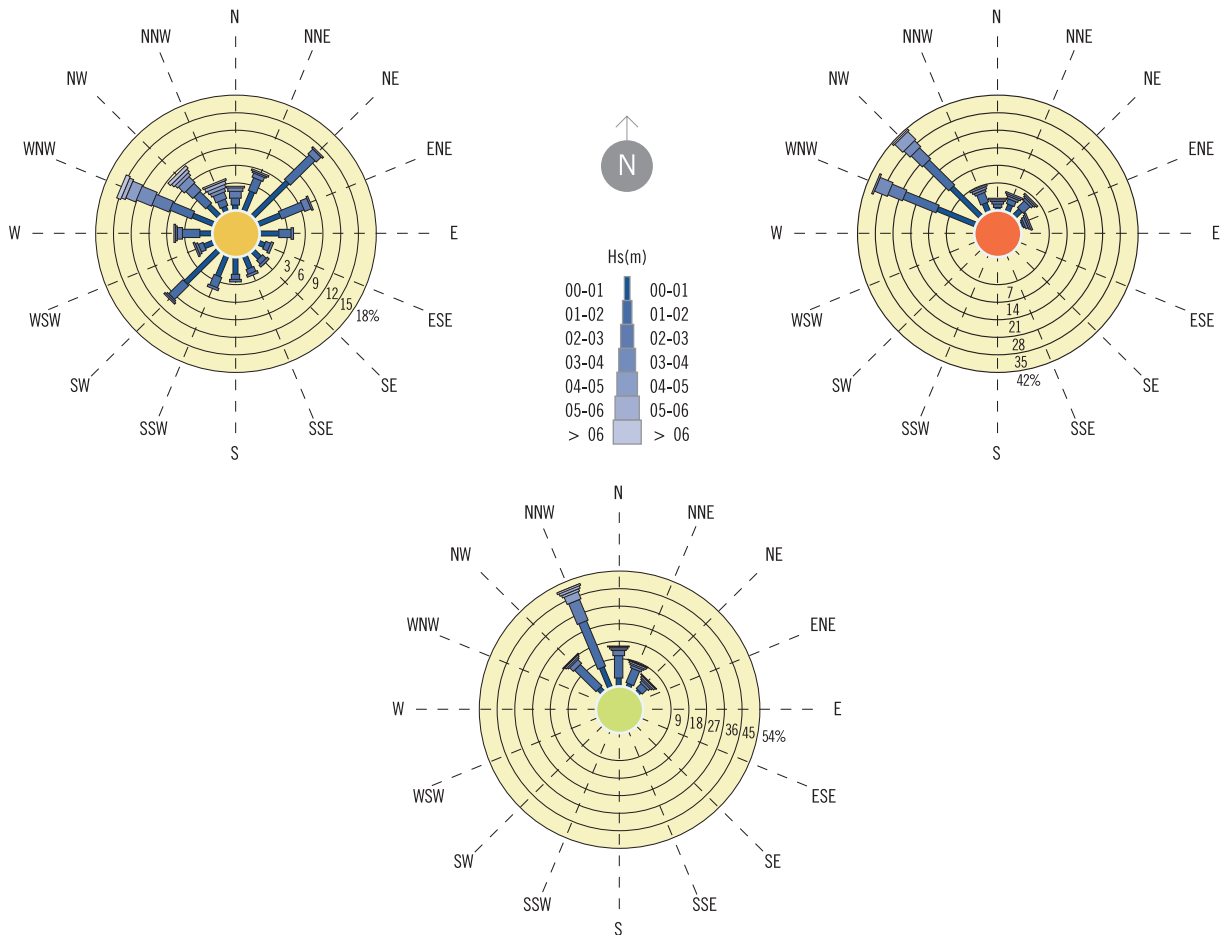 N
NNE
NE
ENE
E
ESE
SE
SSE
S
SSW
SW
WSW
W
WNW
NW
NNW
3
6
9
12
15
18%
N
Hs(m)
00-01 00-01
01-02 01-02
02-03 02-03
03-04 03-04
04-05 04-05
05-06 05-06
> 06 > 06
N
NNE
NE
ENE
E
ESE
SE
SSE
S
SSW
SW
WSW
W
WNW
NW
NNW
7
14
21
28
35
42%
N
NNE
NE
ENE
E
ESE
SE
SSE
S
SSW
SW
WSW
W
WNW
NW
NNW
9 18 27 36 45 54%